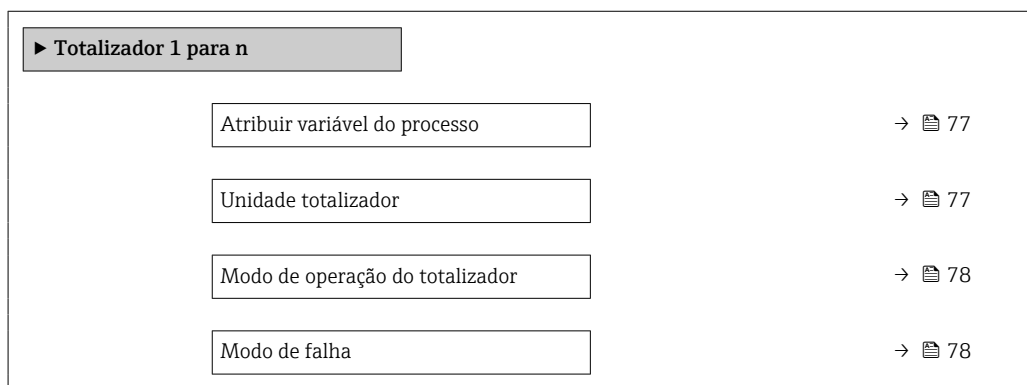 ▶ Totalizador 1 para n
Atribuir variável do processo → 77
Unidade totalizador → 77
Modo de operação do totalizador → 78
Modo de falha → 78